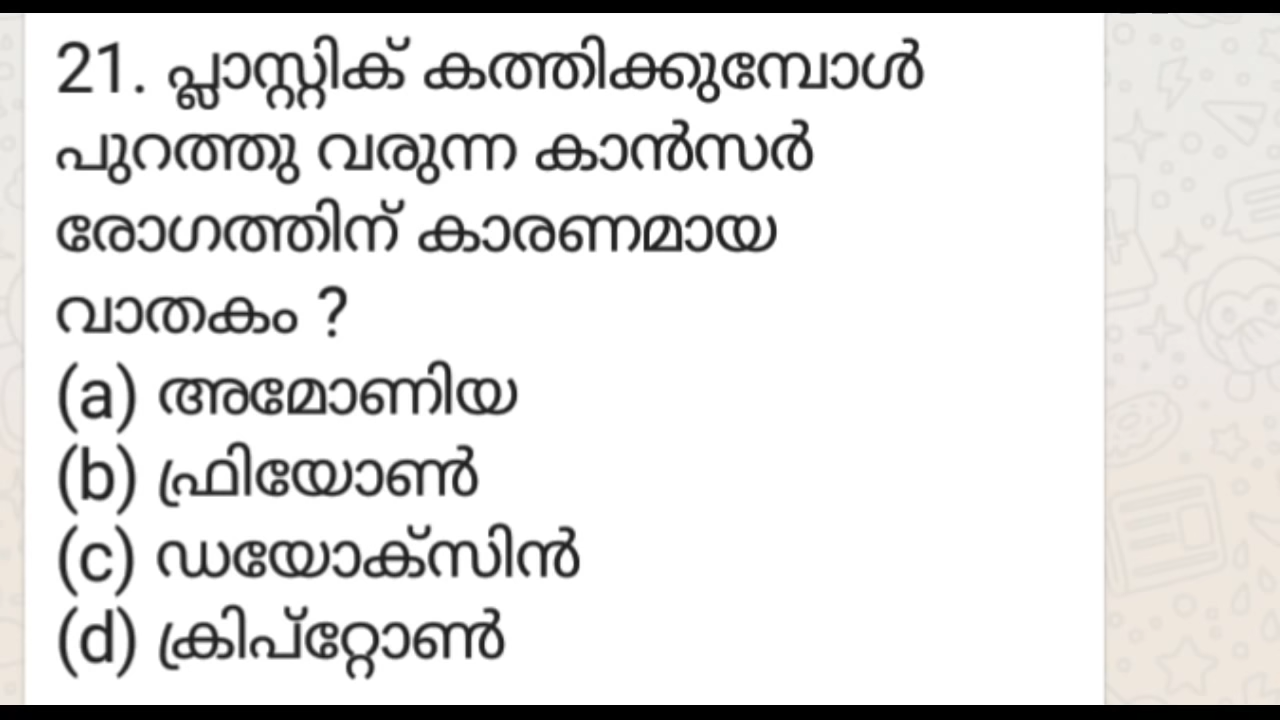 21. പ്ലാസ്റ്റിക് കത്തിക്കുമ്പോൾ
പുറത്തു വരുന്ന കാൻസർ
രോഗത്തിന് കാരണമായ
വാതകം ?
(a) അമോണിയ
(b) ഫ്രിയോൺ
(c) ഡയോക്സിൻ
(d) ക്രിപ്റ്റോൺ